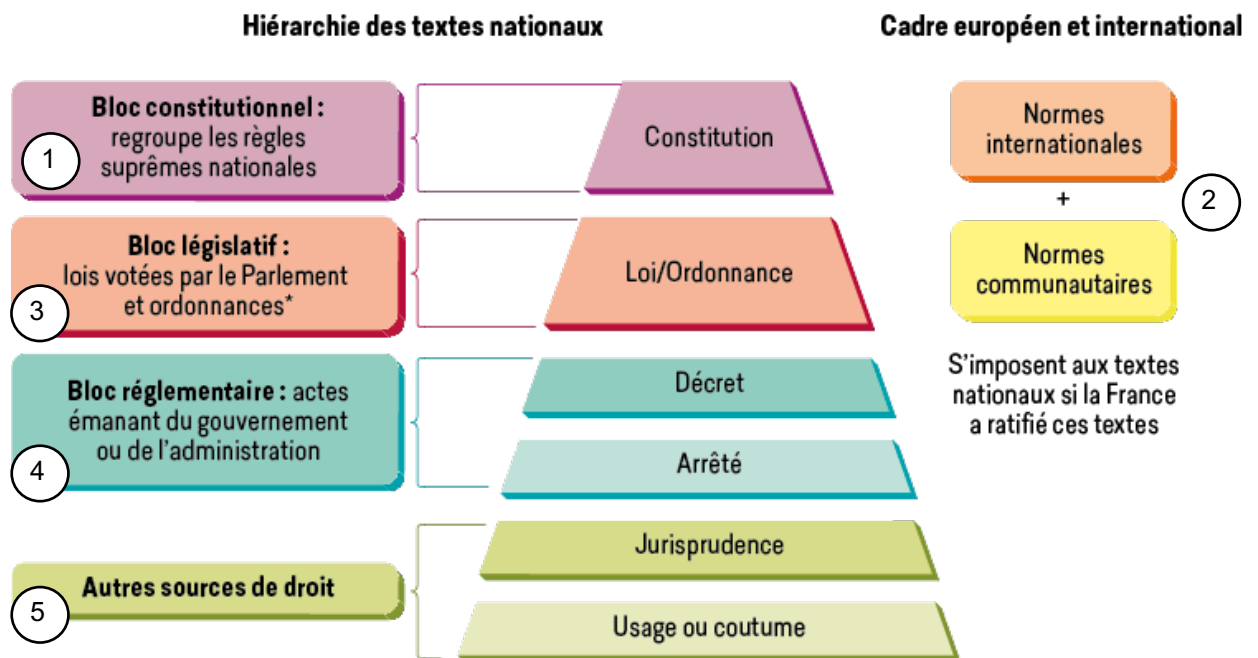 Hiérarchie des textes nationaux
Cadre européen et international
Bloc constitutionnel :
regroupe les règles
suprêmes nationales
1
Constitution
Normes
internationales
+
2
Bloc législatif :
lois votées par le Parlement
et ordonnances*
3
Loi/Ordonnance
Normes
communautaires
Bloc réglementaire : actes
émanant du gouvernement
ou de l'administration
4
Décret
Arrêté
S'imposent aux textes
nationaux si la France
a ratifié ces textes
Autres sources de droit
5
Jurisprudence
Usage ou coutume